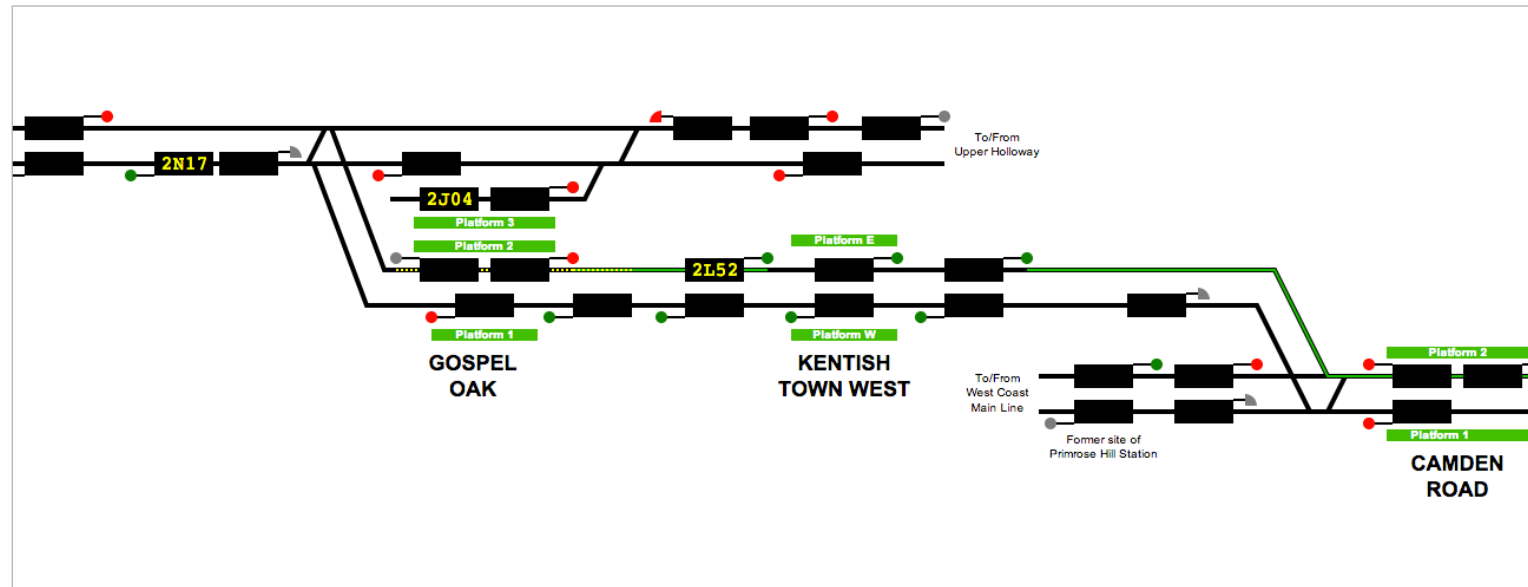 To/From
Upper Holloway
2N17
2J04
Platform 3
Platform 2
Platform E
2L52
Platform 1
Platform W
GOSPEL
OAK
KENTISH
TOWN WEST
To/From
West Coast
Main Line
Former site of
Primrose Hill Station
Platform 2
Platform 1
CAMDEN
ROAD